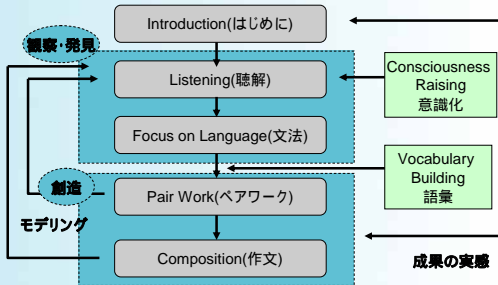 Introduction(はじめに)
観察・発見
Listening(聴解)
Consciousness
Raising
意識化
Focus on Language(文法)
Vocabulary
Building
語彙
創造
Pair Work(ペアワーク)
モデリング
Composition(作文)
成果の実感